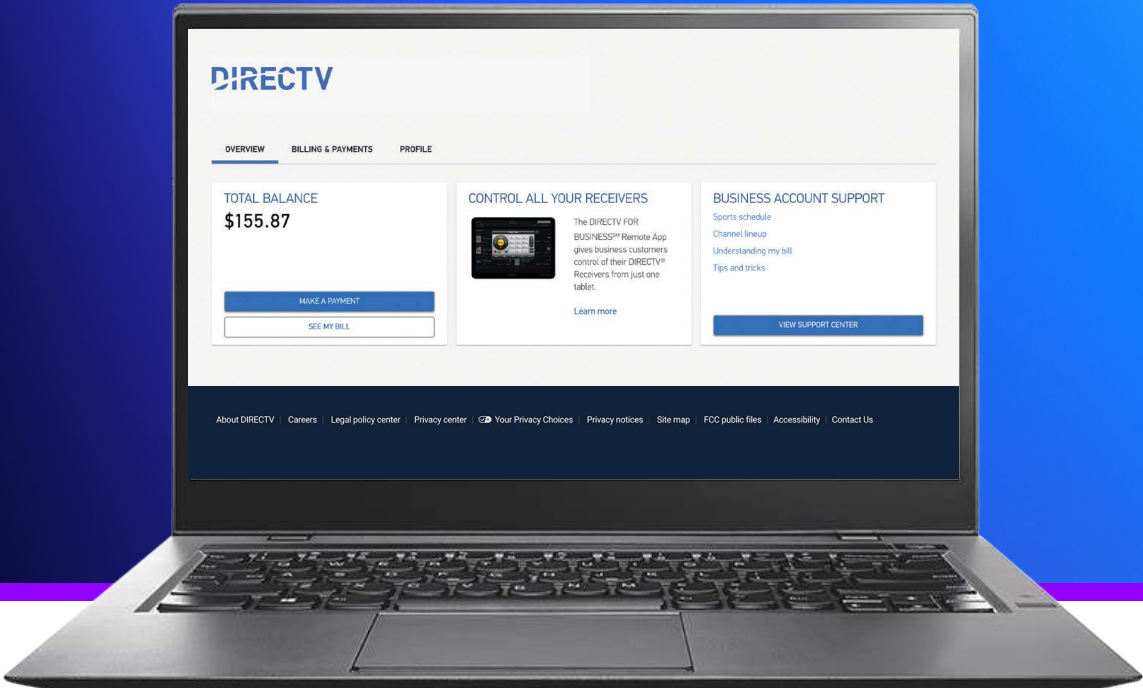 DIRECTV
OVERVIEW
BILLING & PAYMENTS
PROFILE
TOTAL BALANCE
$155.87
MAKE A PAYMENT
SEE MY BILL
CONTROL ALL YOUR RECEIVERS
The DIRECTV FOR
BUSINESS℠ Remote App
gives business customers
control of their DIRECTV®
Receivers from just one
tablet.
Learn more
BUSINESS ACCOUNT SUPPORT
Sports schedule
Channel lineup
Understanding my bill
Tips and tricks
VIEW SUPPORT CENTER
About DIRECTV | Careers | Legal policy center | Privacy center | Your Privacy Choices | Privacy notices | Site map | FCC public files | Accessibility | Contact Us